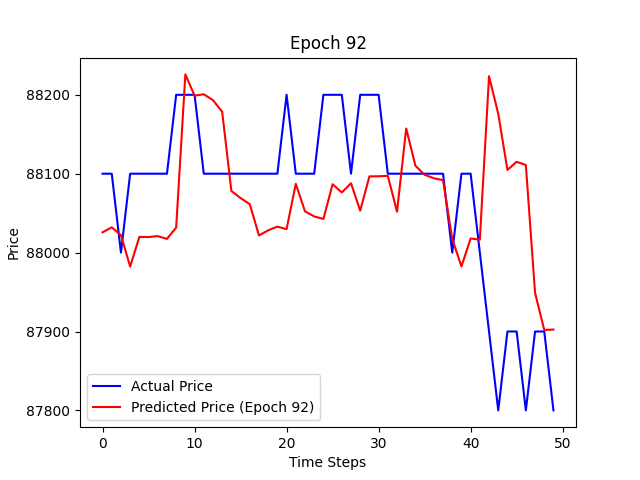 Epoch 92
Price
88200
88100
88000
87900
87800
Actual Price
Predicted Price (Epoch 92)
0 10 20 30 40 50
Time Steps